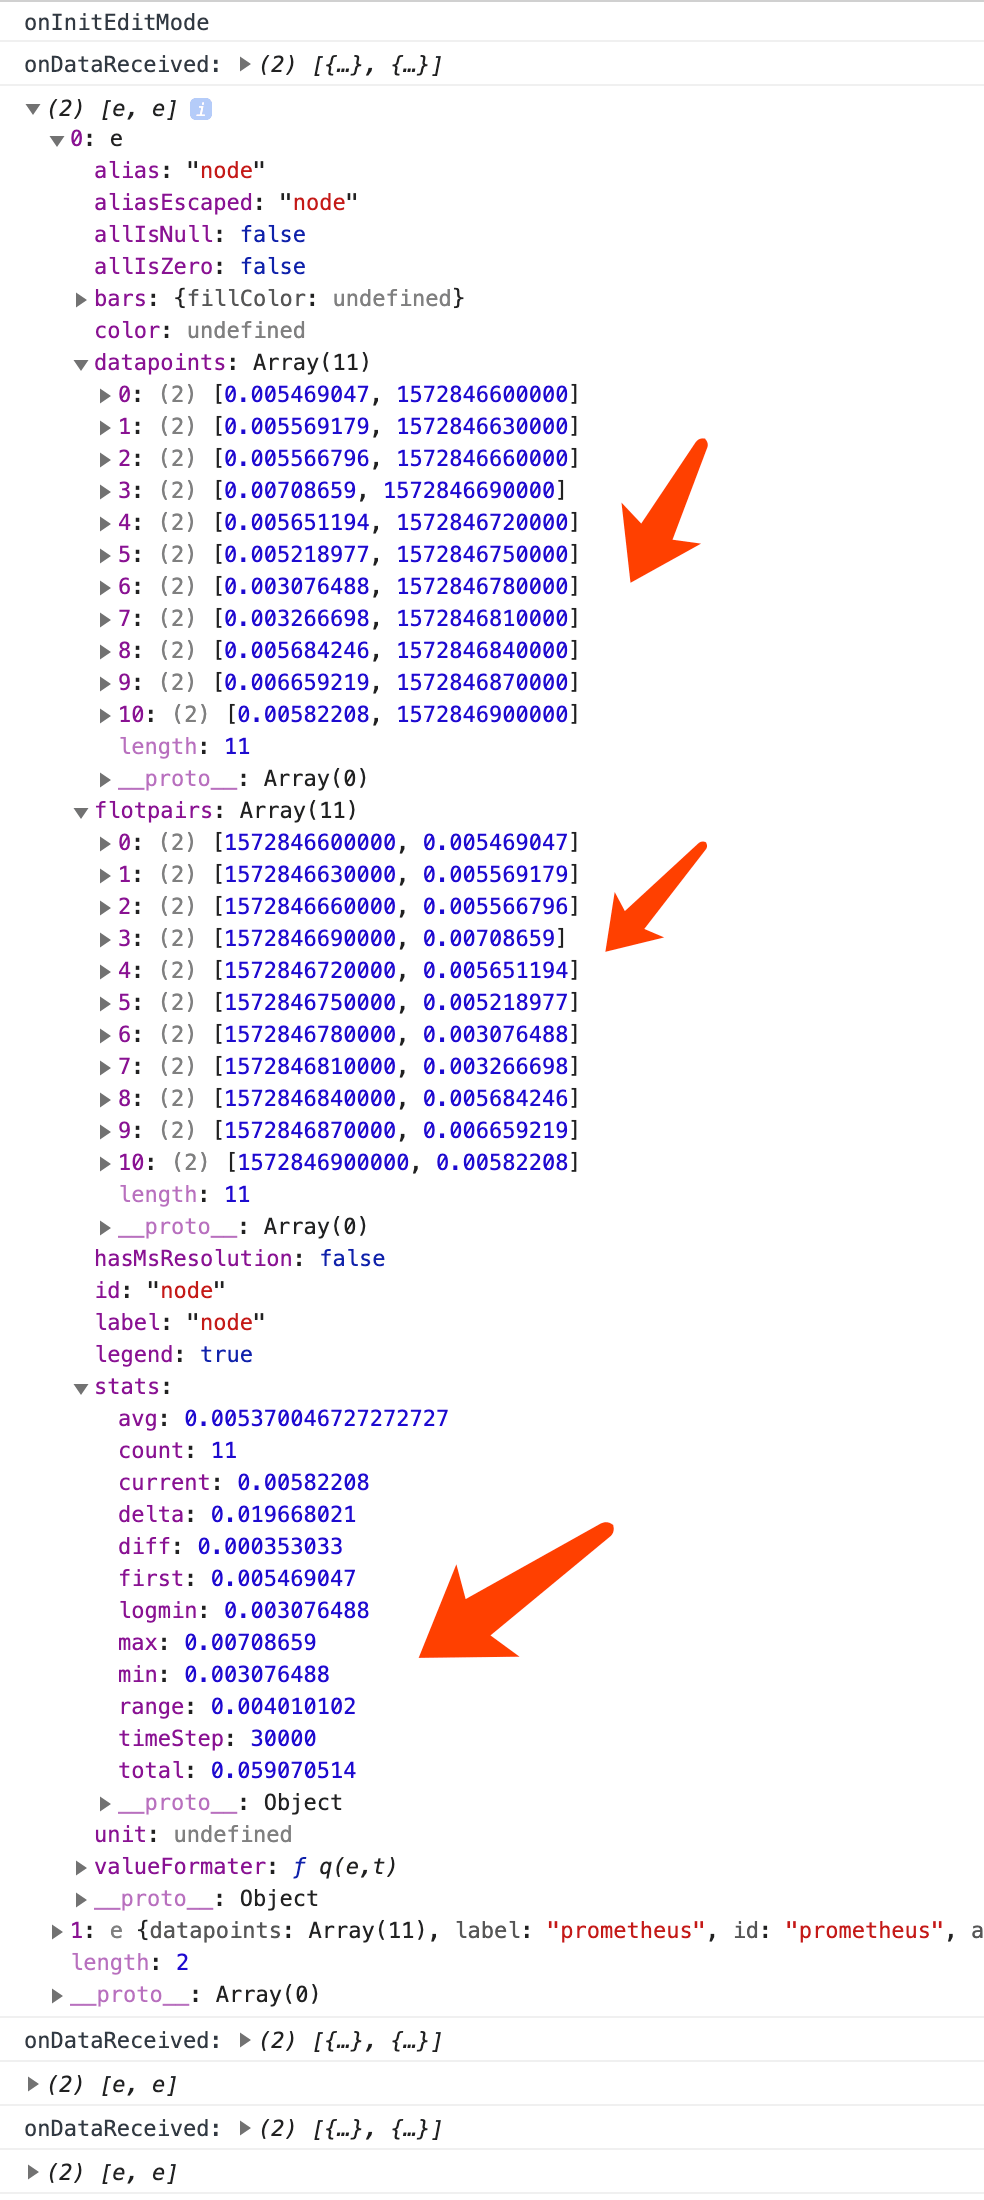 onInitEditMode
onDataReceived: ▶(2) [{…}, {…}]
▼(2) [e, e] i
▼0: e
alias: "node"
aliasEscaped: "node"
allIsNull: false
allIsZero: false
▶bars: {fillColor: undefined}
color: undefined
▼datapoints: Array(11)
▶0: (2) [0.005469047, 1572846600000]
▶1: (2) [0.005569179, 1572846630000]
▶2: (2) [0.005566796, 1572846660000]
▶3: (2) [0.00708659, 1572846690000]
▶4: (2) [0.005651194, 1572846720000]
▶5: (2) [0.005218977, 1572846750000]
▶6: (2) [0.003076488, 1572846780000]
▶7: (2) [0.003266698, 1572846810000]
▶8: (2) [0.005684246, 1572846840000]
▶9: (2) [0.006659219, 1572846870000]
▶10: (2) [0.00582208, 1572846900000]
length: 11
▶__proto__: Array(0)
▼flotpairs: Array(11)
▶0: (2) [1572846600000, 0.005469047]
▶1: (2) [1572846630000, 0.005569179]
▶2: (2) [1572846660000, 0.005566796]
▶3: (2) [1572846690000, 0.00708659]
▶4: (2) [1572846720000, 0.005651194]
▶5: (2) [1572846750000, 0.005218977]
▶6: (2) [1572846780000, 0.003076488]
▶7: (2) [1572846810000, 0.003266698]
▶8: (2) [1572846840000, 0.005684246]
▶9: (2) [1572846870000, 0.006659219]
▶10: (2) [1572846900000, 0.00582208]
length: 11
▶__proto__: Array(0)
hasMsResolution: false
id: "node"
label: "node"
legend: true
▼stats:
avg: 0.005370046727272727
count: 11
current: 0.00582208
delta: 0.019668021
diff: 0.000353033
first: 0.005469047
logmin: 0.003076488
max: 0.00708659
min: 0.003076488
range: 0.004010102
timeStep: 30000
total: 0.059070514
▶__proto__: Object
unit: undefined
▶valueFormater: ƒ q(e,t)
▶__proto__: Object
▶1: e {datapoints: Array(11), label: "prometheus", id: "prometheus", a
length: 2
▶__proto__: Array(0)
onDataReceived: ▶(2) [{…}, {…}]
▶(2) [e, e]
onDataReceived: ▶(2) [{…}, {…}]
▶(2) [e, e]